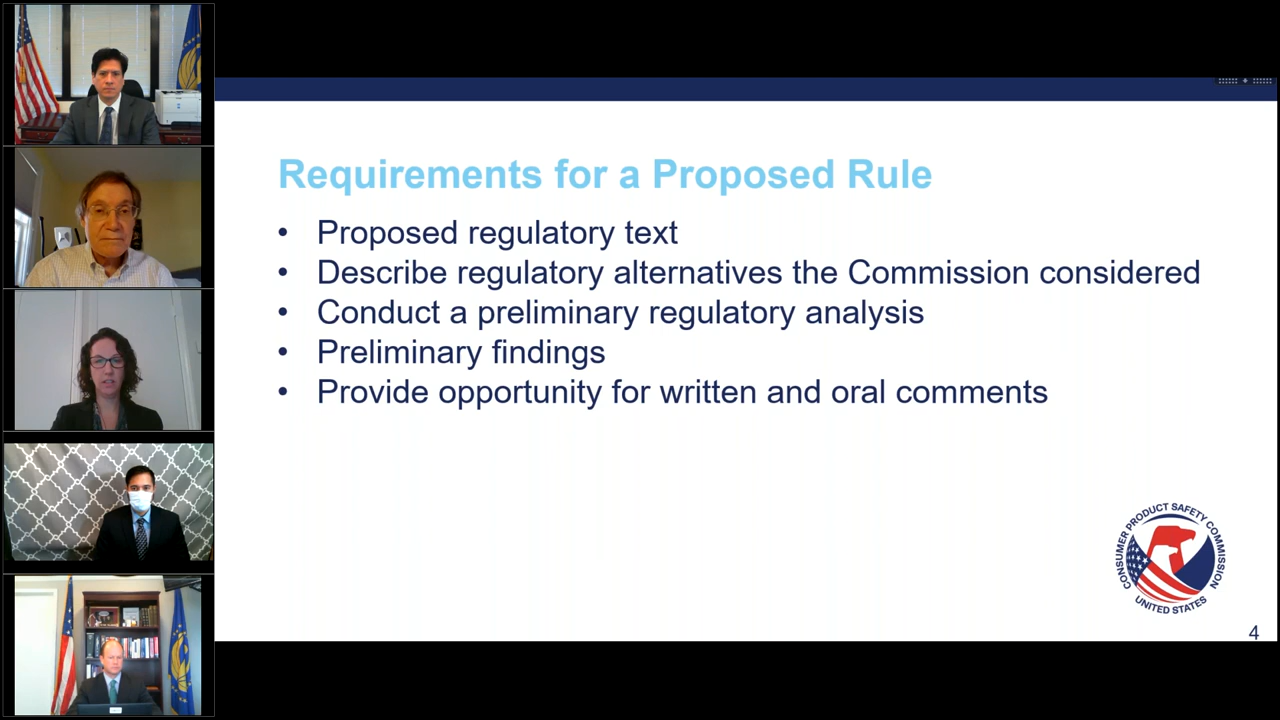 Requirements for a Proposed Rule
• Proposed regulatory text
• Describe regulatory alternatives the Commission considered
• Conduct a preliminary regulatory analysis
• Preliminary findings
• Provide opportunity for written and oral comments
CONSUMER PRODUCT SAFETY COMMISSION
UNITED STATES
4